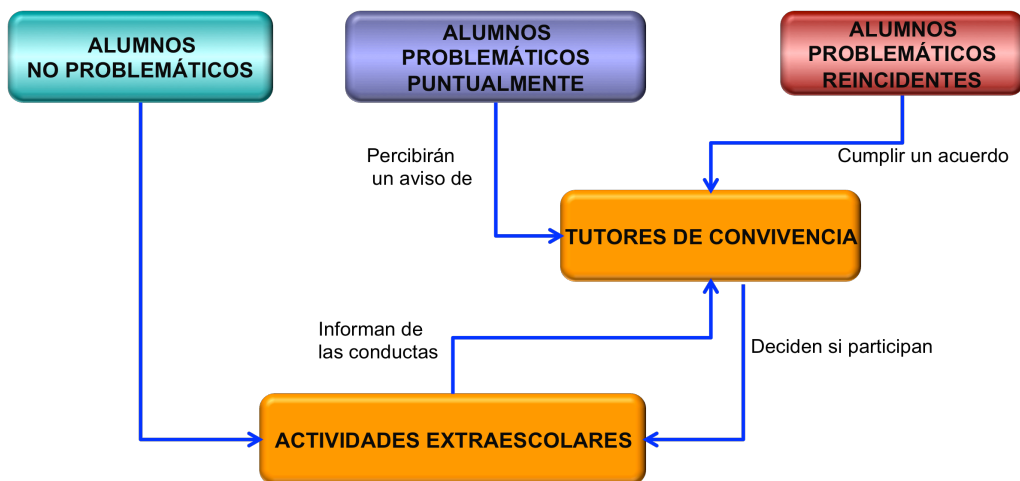 ALUMNOS
NO PROBLEMÁTICOS
ALUMNOS
PROBLEMÁTICOS
PUNTUALMENTE
ALUMNOS
PROBLEMÁTICOS
REINCIDENTES
Percibirán
un aviso de
Cumplir un acuerdo
TUTORES DE CONVIVENCIA
Informan de
las conductas
Deciden si participan
ACTIVIDADES EXTRAESCOLARES